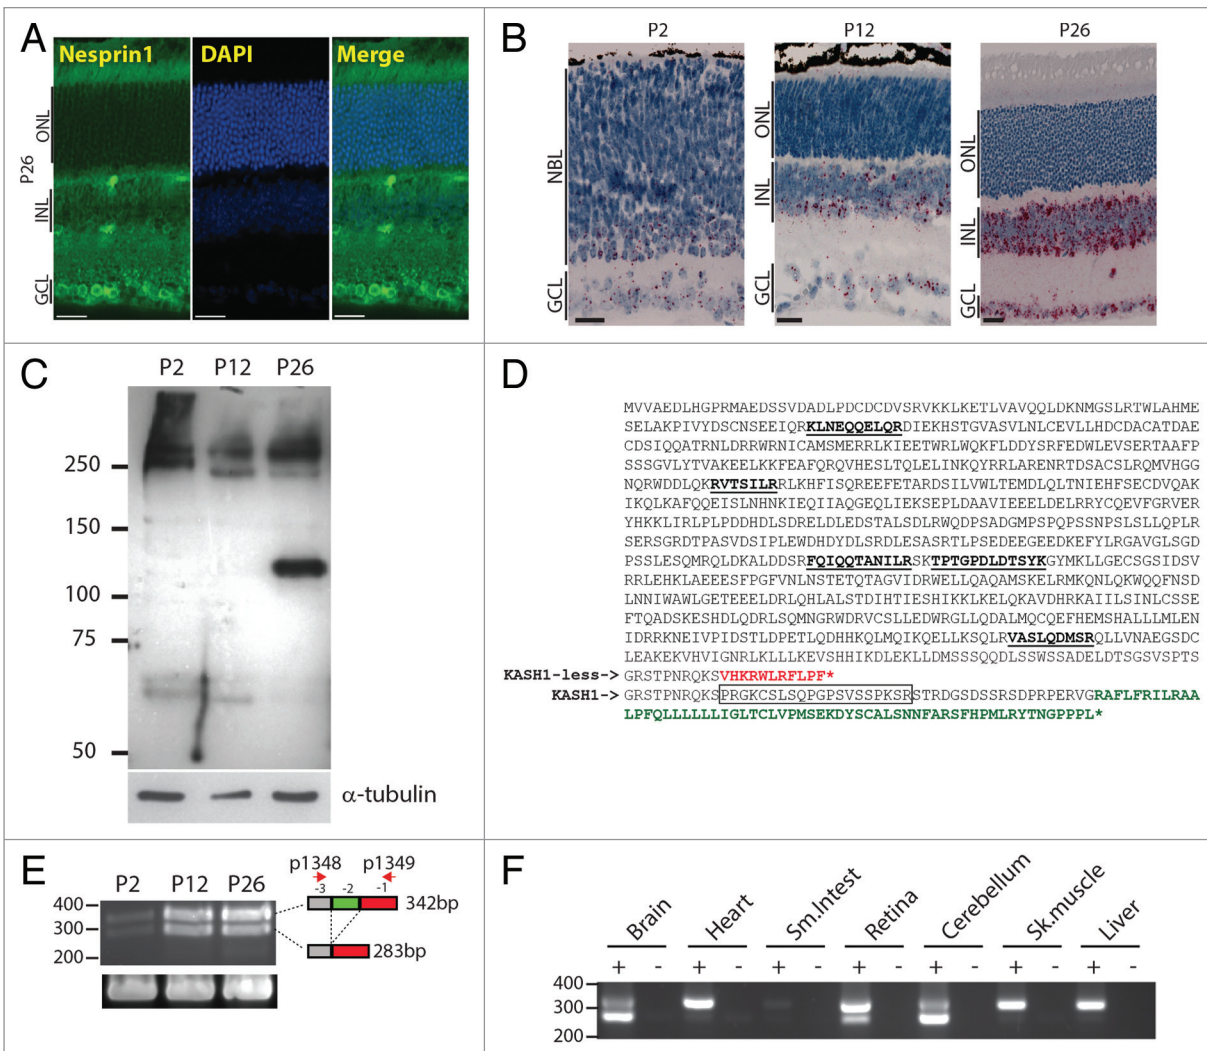 A
Nesprin1 DAPI Merge
P26
ONL
INL
GCL
B
P2 P12 P26
NBL
GCL
ONL
INL
GCL
ONL
INL
GCL
C
P2 P12 P26
250
150
100
75
50
α-tubulin
D
MVVAEDLHGPRMAEDSSVDADLPDCDCDVSRVKKLKETLVAVQQLDKNMGSLRTWLAHME
SELAKPIVYDSCNSEEIQRKLNEQQELQRDIEKHSTGVASVLNLCEVLLHDCDACATDAE
CDSIQQATRNLDRRWRNICAMSMERRLKIEETWRLWQKFLDDYSRFEDWLEVSERTAAFP
SSSGVLYTVAKEELKKFEAFQRQVHESLTQLELINKQYRRLARENRTDSACSLRQMVHGG
NQRWDDLQKRVTSILRRLKHFISQREEFETARDSILVWLTEMDLQLTNIEHFSECDVQAK
IKQLKAFQQEISLNHNKIEQIIAQGEQLIEKSEPLDAAVIEEELDELRRYCQEVFGRVER
YHKKLIRLPLPDDHDLSDRELDLEDSTALSDLRWQDPSADGMPSPQPSSNPSLSLLQPLR
SERSGRDTPASVDSIPLEWDHDYDLSRDLESASRTLPSEDEEGEDKEFYLRGAVGLSGD
PSSLESQMRQLDKALDDSRFQIQQTANILRSKTPTGPDLDTSYKGYMKLLGECSGSIDSV
RRLEHKLAEEESFPGFVNLNSTETQTAGVIDRWELLQAQAMSKELRMKQNLQKWQQFNSD
LNNIWAWLGETEEELDRLQHLALSTDIHTIESHIKKLKELQKAVDHRKAIILSINLCSSE
FTQADSKESHDLQDRLSQMNGRWDRVCSLLEDWRGLLQDALMQCQEFHEMSHALLLMLEN
IDRRKNEIVPIDSTLDPETLQDHHKQLMQIKQELLKSQLRVASLQDMSRQLLVNAEGSDC
LEAKEKVHVIGNRLKLLLKEVSHHIKDLEKLLDMSSSQQDLSSWSSADELDTSGSVSPTS
KASH1-less-> GRSTPNRQKSVHKRWLRFLPF*
KASH1-> GRSTPNRQKSPRGKCSLSQPGPSVSSPKSRSTRDGSDSSRSDPRPERVGRAFLFRILRAA
LPFQLLLLLLIGLTCLVPMSEKDYSCALSNNFARSFHPMLRYTNGPPPL*
E
P2 P12 P26
400
300
200
p1348 p1349
-3 -2 -1
342bp
283bp
F
Brain Heart Sm.Intest Retina Cerebellum Sk.muscle Liver
+ - + - + - + - + - + - + -
400
300
200